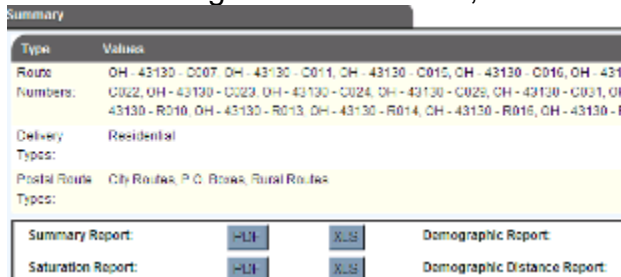 Summary
Type Values
Route OH - 43130 - C007, OH - 43130 - C011, OH - 43130 - C015, OH - 43130 - C016, OH - 431
Numbers: C022, OH - 43130 - C023, OH - 43130 - C024, OH - 43130 - C029, OH - 43130 - C031, OH
43130 - R010, OH - 43130 - R013, OH - 43130 - R014, OH - 43130 - R016, OH - 43130 -
Delivery Residential
Types:
Postal Route City Routes, P.O. Boxes, Rural Routes
Types:
Summary Report: PDF XLS Demographic Report:
Saturation Report: PDF XLS Demographic Distance Report: